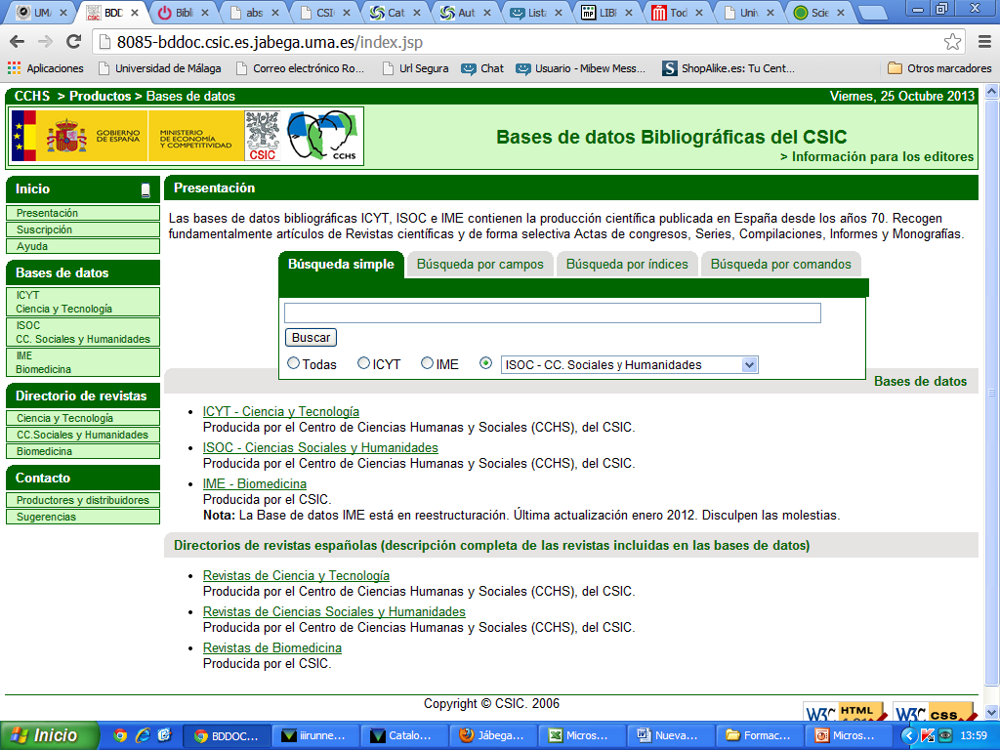 UMA
BDD
Bibli
abs
CSI
Cat
Aut
Lista
LIBR
Tod
Univ
Scie
8085-bddoc.csic.es.jabega.uma.es/index.jsp
Aplicaciones Universidad de Málaga Correo electrónico Ro... Url Segura Chat Usuario - Mibew Mess... ShopAlike.es: Tu Cent... Otros marcadores
CCHS > Productos > Bases de datos
Viernes, 25 Octubre 2013
GOBIERNO
DE ESPAÑA
MINISTERIO
DE ECONOMÍA
Y COMPETITIVIDAD
CSIC
CCHS
Bases de datos Bibliográficas del CSIC
> Información para los editores
Inicio
Presentación
Suscripción
Ayuda
Bases de datos
ICYT
Ciencia y Tecnología
ISOC
CC. Sociales y Humanidades
IME
Biomedicina
Directorio de revistas
Ciencia y Tecnología
CC.Sociales y Humanidades
Biomedicina
Contacto
Productores y distribuidores
Sugerencias
Presentación
Las bases de datos bibliográficas ICYT, ISOC e IME contienen la producción científica publicada en España desde los años 70. Recogen
fundamentalmente artículos de Revistas científicas y de forma selectiva Actas de congresos, Series, Compilaciones, Informes y Monografías.
Búsqueda simple Búsqueda por campos Búsqueda por índices Búsqueda por comandos
Buscar
Todas ICYT IME ISOC - CC. Sociales y Humanidades
Bases de datos
• ICYT - Ciencia y Tecnología
Producida por el Centro de Ciencias Humanas y Sociales (CCHS), del CSIC.
• ISOC - Ciencias Sociales y Humanidades
Producida por el Centro de Ciencias Humanas y Sociales (CCHS), del CSIC.
• IME - Biomedicina
Producida por el CSIC.
Nota: La Base de datos IME está en reestructuración. Última actualización enero 2012. Disculpen las molestias.
Directorios de revistas españolas (descripción completa de las revistas incluidas en las bases de datos)
• Revistas de Ciencia y Tecnología
Producida por el Centro de Ciencias Humanas y Sociales (CCHS), del CSIC.
• Revistas de Ciencias Sociales y Humanidades
Producida por el Centro de Ciencias Humanas y Sociales (CCHS), del CSIC.
• Revistas de Biomedicina
Producida por el CSIC.
Copyright © CSIC. 2006
W3C HTML
W3C CSS
Inicio BDDOC... iiirunne... Catalo... Jábega... Micros... Nueva... Formac... Micros... 13:59